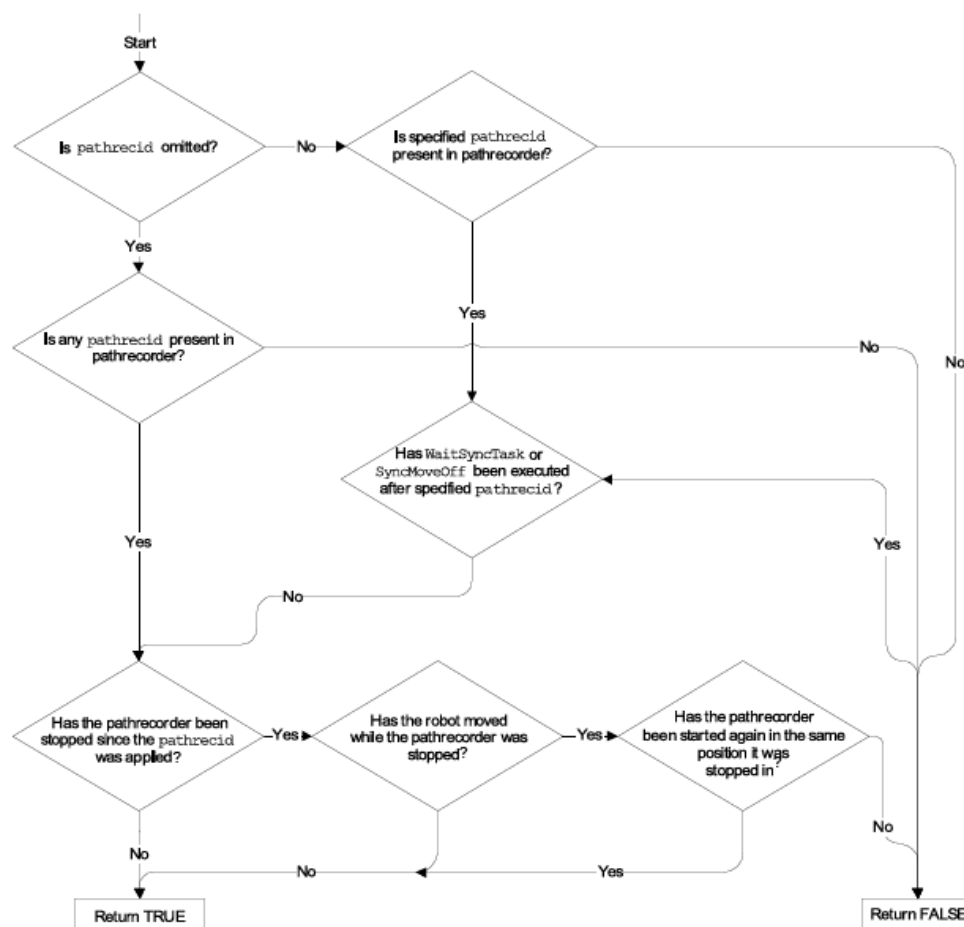 Start
Is pathrecid omitted?
No
Is specified pathrecid
present in pathrecorder?
Yes
Yes
Is any pathrecid present in
pathrecorder?
No
No
Has WaitSyncTask or
SyncMoveOff been executed
after specified pathrecid?
Yes
Yes
No
Has the pathrecorder been
stopped since the pathrecid
was applied?
Yes
Has the robot moved
while the pathrecorder was
stopped?
Yes
Has the pathrecorder
been started again in the same
position it was
stopped in?
No
No
No
Yes
Return TRUE
Return FALSE